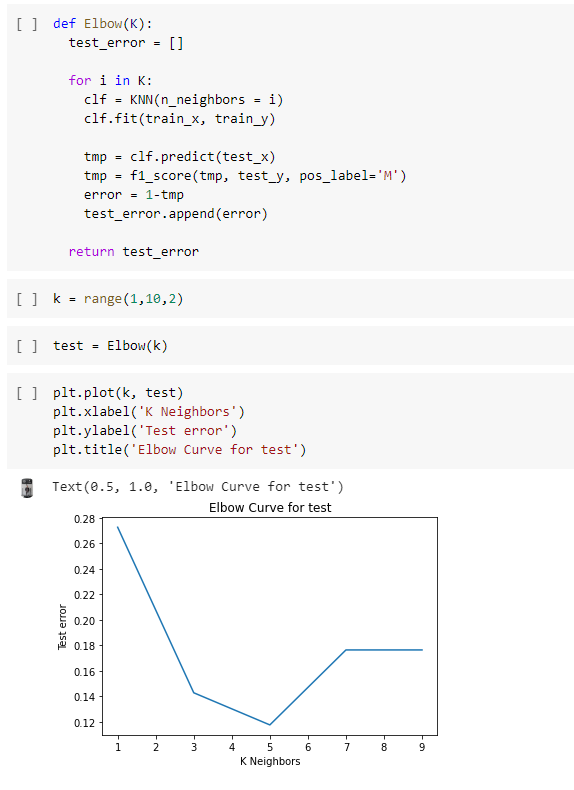 [ ] def Elbow(K):
test_error = []
for i in K:
clf = KNN(n_neighbors = i)
clf.fit(train_x, train_y)
tmp = clf.predict(test_x)
tmp = f1_score(tmp, test_y, pos_label='M')
error = 1-tmp
test_error.append(error)
return test_error
[ ] k = range(1,10,2)
[ ] test = Elbow(k)
[ ] plt.plot(k, test)
plt.xlabel('K Neighbors')
plt.ylabel('Test error')
plt.title('Elbow Curve for test')
Text(0.5, 1.0, 'Elbow Curve for test')
Elbow Curve for test
0.28
0.26
0.24
0.22
0.20
0.18
0.16
0.14
0.12
Test error
1 2 3 4 5 6 7 8 9
K Neighbors